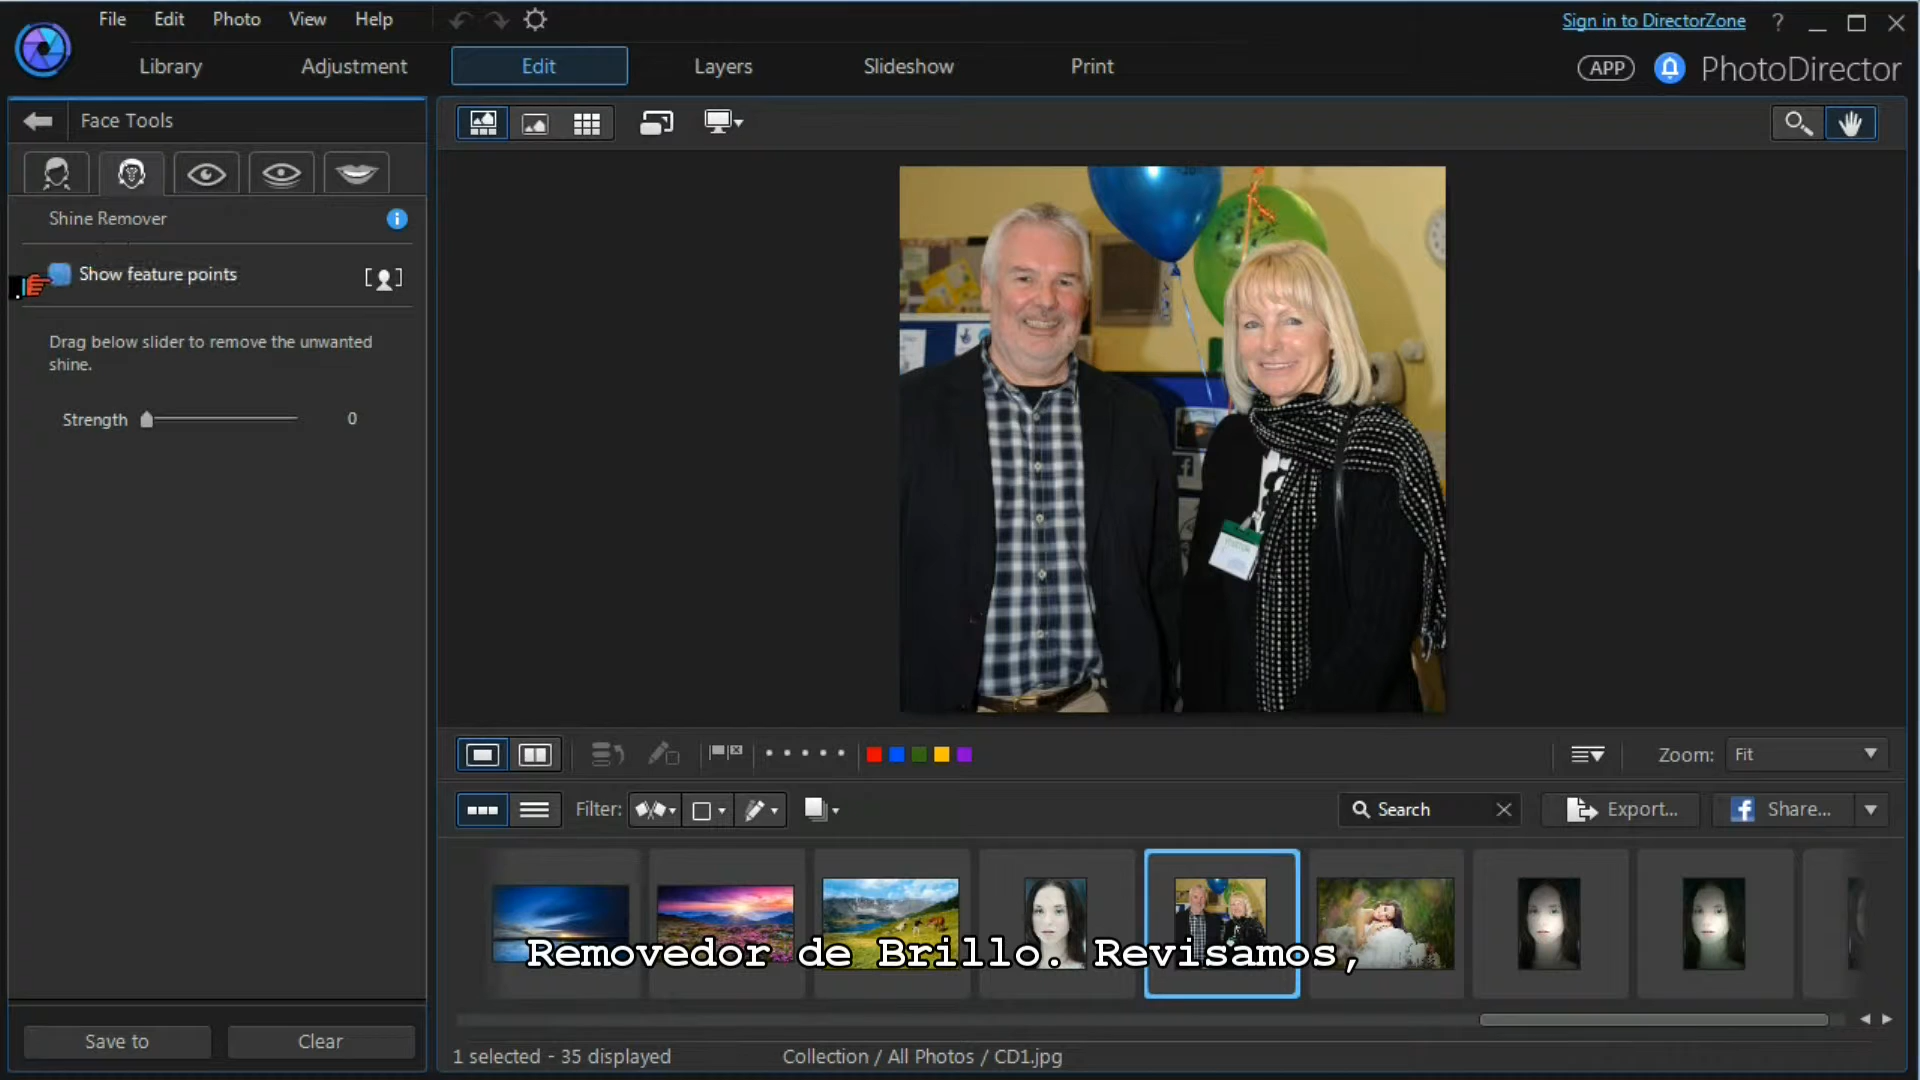 File Edit Photo View Help
Sign in to DirectorZone ?
Library Adjustment Edit Layers Slideshow Print
APP PhotoDirector
Face Tools
Shine Remover
Show feature points
Drag below slider to remove the unwanted
shine.
Strength 0
Zoom: Fit
Filter:
Search
Export...
Share...
Removedor de Brillo. Revisamos,
Save to Clear
1 selected - 35 displayed
Collection / All Photos / CD1.jpg